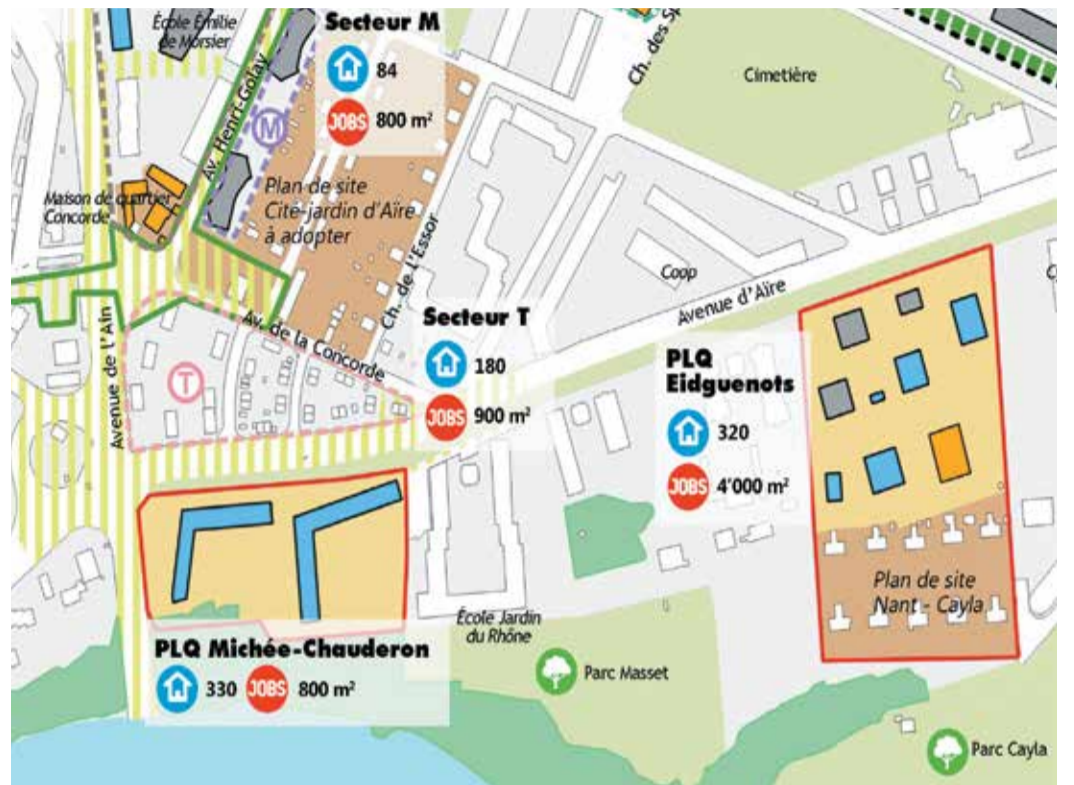 École Émilie
de Morsier
Secteur M
84
JOBS 800 m²
Ch. des Sp
Cimetière
Av. Henri-Golay
M
Maison de quartier
Concorde
Plan de site
Cité-jardin d'Aïre
à adopter
Ch. de l'Essor
Coop
Avenue d'Aïre
Avenue de l'Ain
T
Av. de la Concorde
Secteur T
180
JOBS 900 m²
PLQ
Eidguenots
320
JOBS 4'000 m²
Plan de site
Nant - Cayla
École Jardin
du Rhône
PLQ Michée-Chauderon
330 JOBS 800 m²
Parc Masset
Parc Cayla